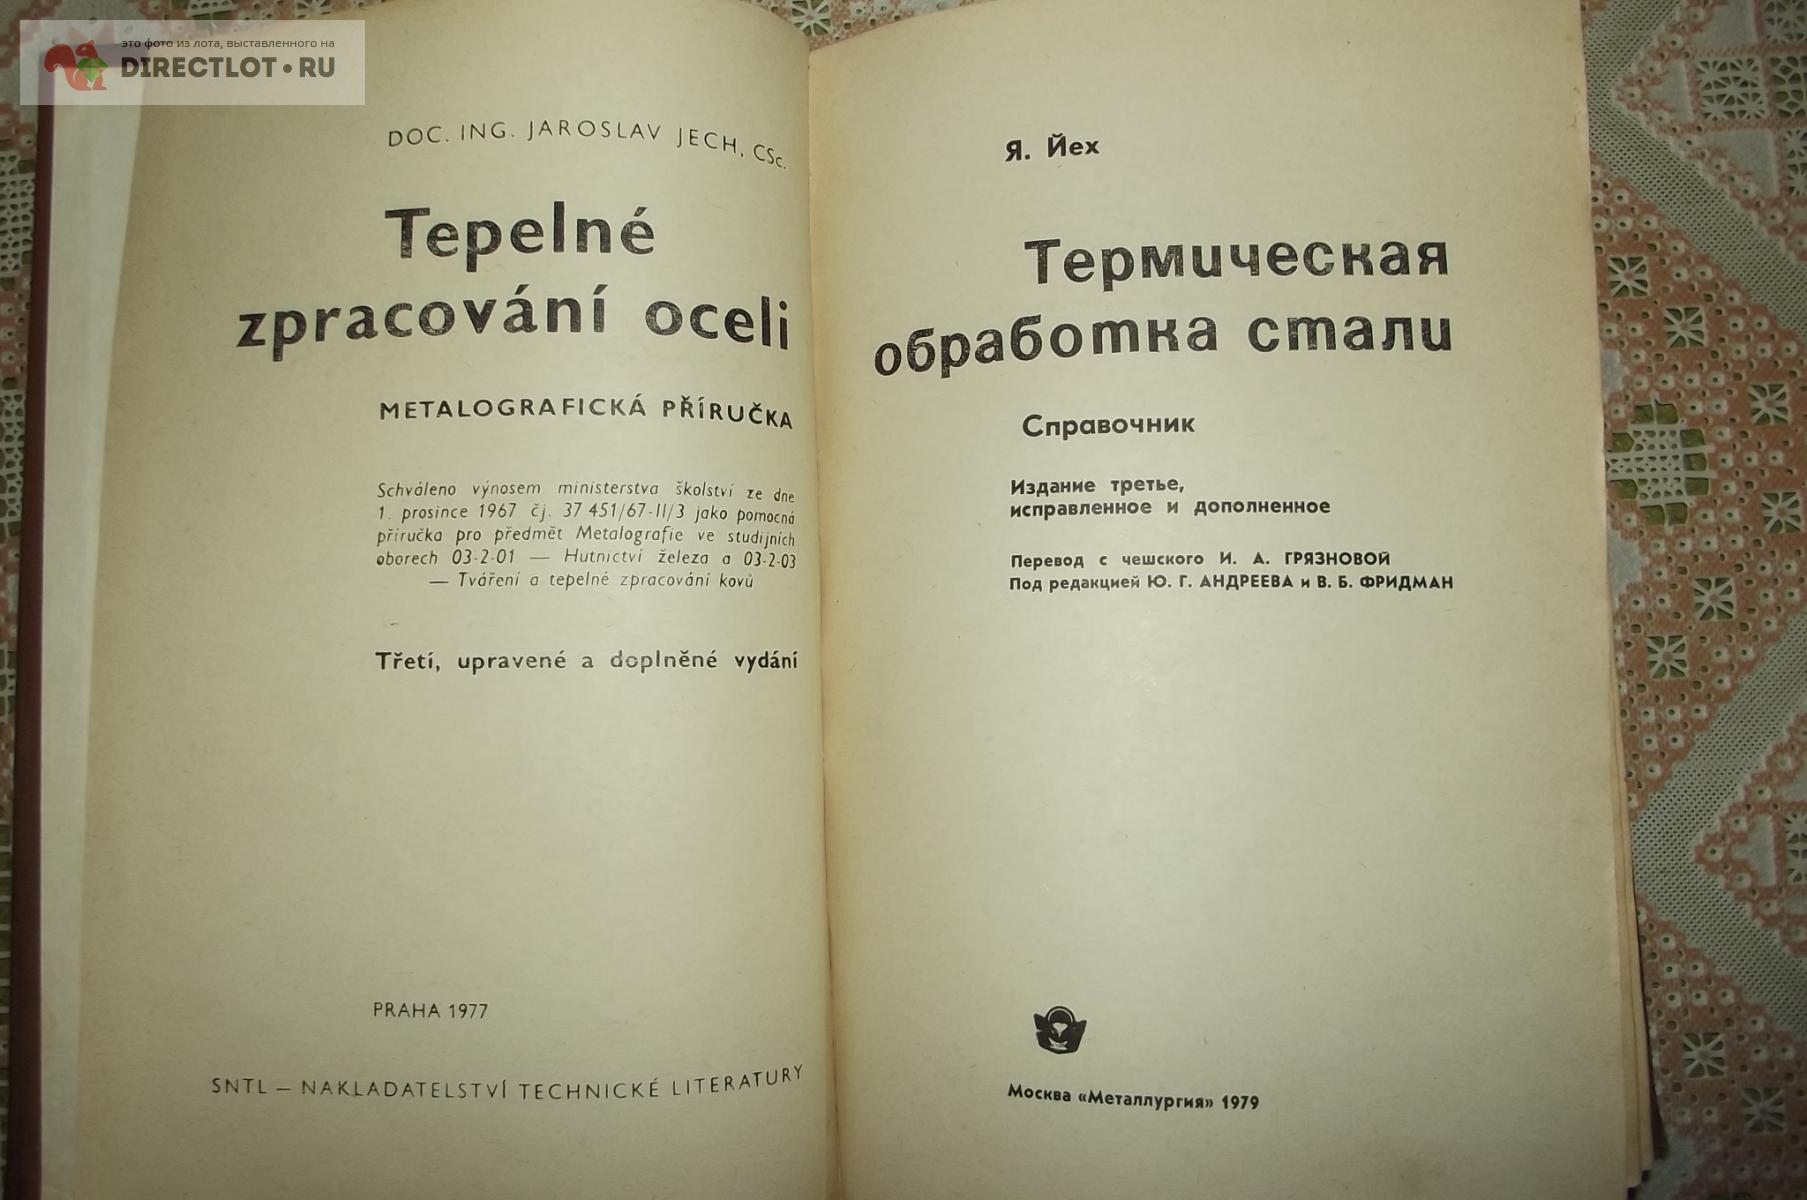 это фото из лота, выставленного на
DIRECTLOT•RU
DOC. ING. JAROSLAV JECH, CSc.
Tepelné
zpracování oceli
METALOGRAFICKÁ PŘÍRUČKA
Schváleno výnosem ministerstva školství ze dne
1. prosince 1967 čj. 37 451/67-II/3 jako pomocná
příručka pro předmět Metalografie ve studijních
oborech 03-2-01 — Hutnictví železa a 03-2-03
— Tváření a tepelné zpracování kovů
Třetí, upravené a doplněné vydání
PRAHA 1977
SNTL — NAKLADATELSTVÍ TECHNICKÉ LITERATURY
Я. Йех
Термическая
обработка стали
Справочник
Издание третье,
исправленное и дополненное
Перевод с чешского И. А. ГРЯЗНОВОЙ
Под редакцией Ю. Г. АНДРЕЕВА и В. Б. ФРИДМАН
Москва «Металлургия» 1979